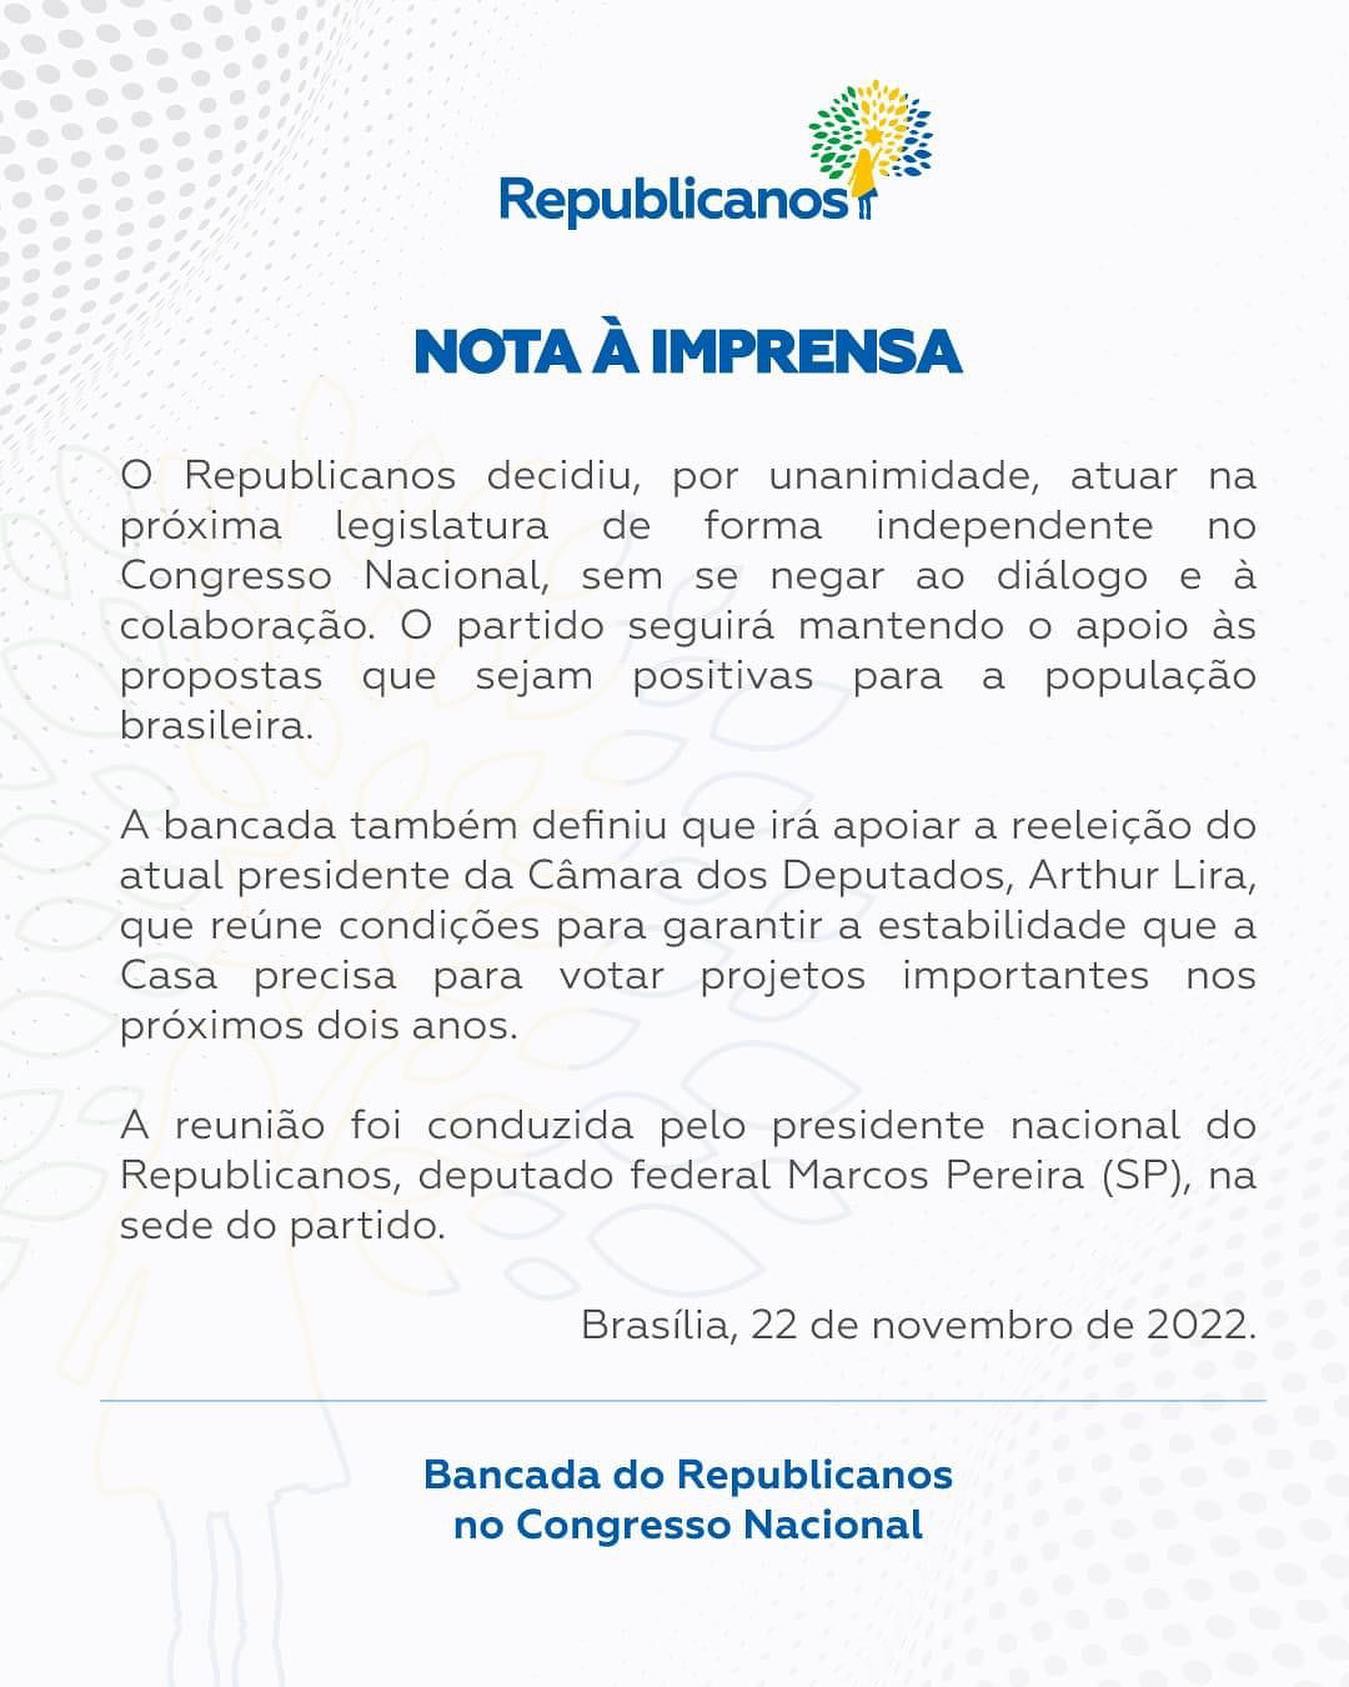 Republicanos
NOTA À IMPRENSA
O Republicanos decidiu, por unanimidade, atuar na
próxima legislatura de forma independente no
Congresso Nacional, sem se negar ao diálogo e à
colaboração. O partido seguirá mantendo o apoio às
propostas que sejam positivas para a população
brasileira.
A bancada também definiu que irá apoiar a reeleição do
atual presidente da Câmara dos Deputados, Arthur Lira,
que reúne condições para garantir a estabilidade que a
Casa precisa para votar projetos importantes nos
próximos dois anos.
A reunião foi conduzida pelo presidente nacional do
Republicanos, deputado federal Marcos Pereira (SP), na
sede do partido.
Brasília, 22 de novembro de 2022.
Bancada do Republicanos
no Congresso Nacional